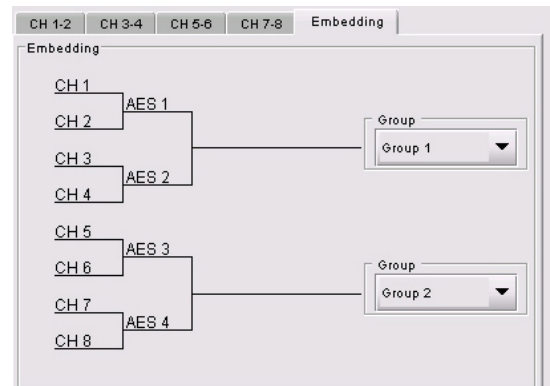 CH 1-2 CH 3-4 CH 5-6 CH 7-8 Embedding
Embedding
CH 1
AES 1
CH 2
Group
Group 1
CH 3
AES 2
CH 4
CH 5
AES 3
CH 6
Group
Group 2
CH 7
AES 4
CH 8